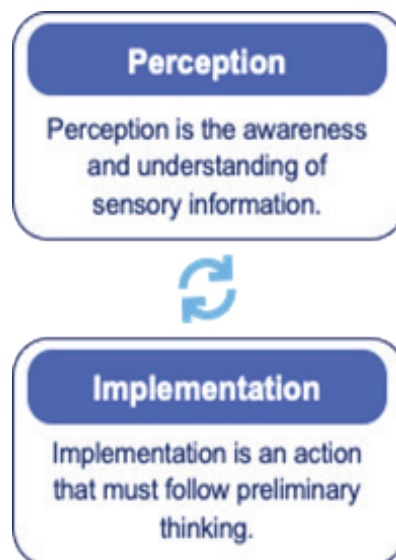 Perception
Perception is the awareness
and understanding of
sensory information.
Implementation
Implementation is an action
that must follow preliminary
thinking.